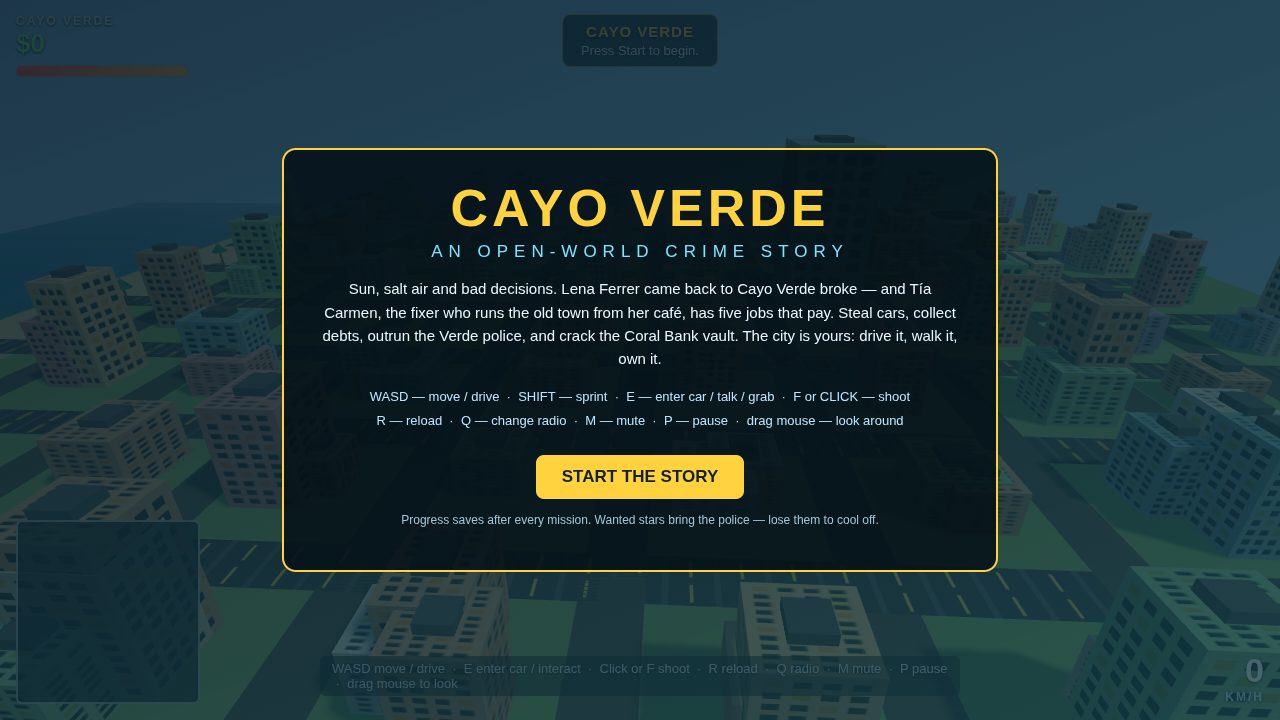 CAYO VERDE
$0
CAYO VERDE
Press Start to begin.
CAYO VERDE
AN OPEN-WORLD CRIME STORY
Sun, salt air and bad decisions. Lena Ferrer came back to Cayo Verde broke — and Tía
Carmen, the fixer who runs the old town from her café, has five jobs that pay. Steal cars, collect
debts, outrun the Verde police, and crack the Coral Bank vault. The city is yours: drive it, walk it,
own it.
WASD — move / drive · SHIFT — sprint · E — enter car / talk / grab · F or CLICK — shoot
R — reload · Q — change radio · M — mute · P — pause · drag mouse — look around
START THE STORY
Progress saves after every mission. Wanted stars bring the police — lose them to cool off.
WASD move / drive · E enter car / interact · Click or F shoot · R reload · Q radio · M mute · P pause
· drag mouse to look
0
KM/H